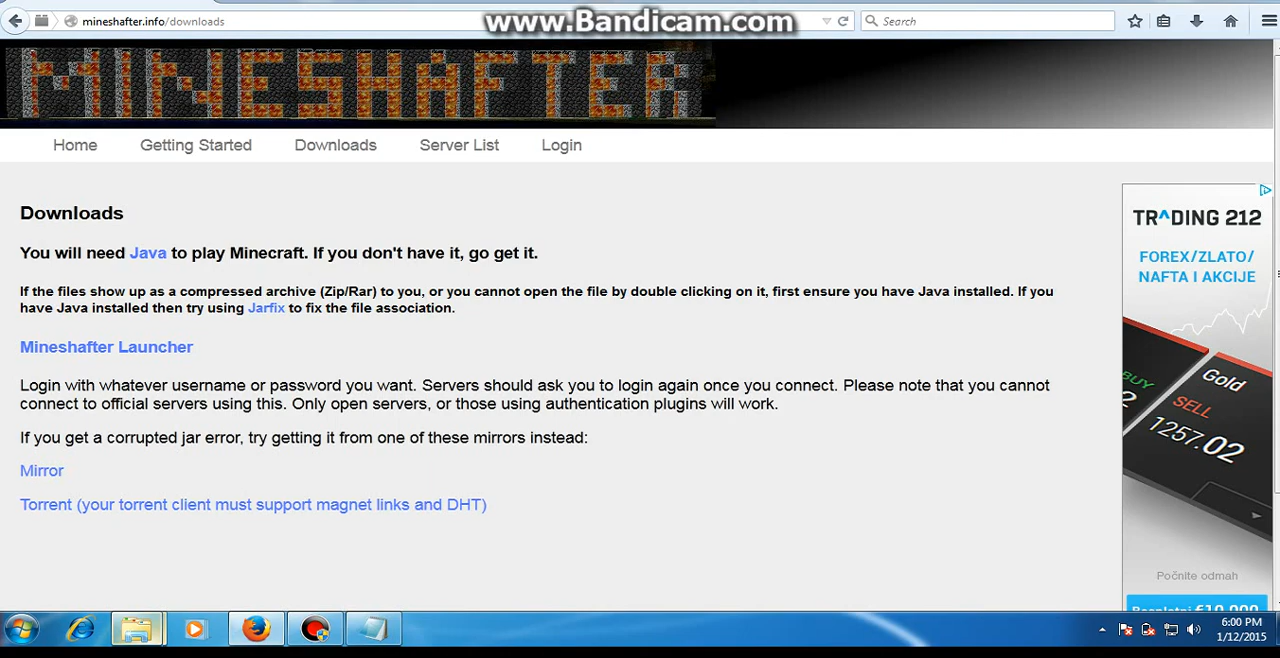 mineshafter.info/downloads
www.Bandicam.com
Search
MINESHAFTER
Home
Getting Started
Downloads
Server List
Login
Downloads
You will need Java to play Minecraft. If you don't have it, go get it.
If the files show up as a compressed archive (Zip/Rar) to you, or you cannot open the file by double clicking on it, first ensure you have Java installed. If you
have Java installed then try using Jarfix to fix the file association.
Mineshafter Launcher
Login with whatever username or password you want. Servers should ask you to login again once you connect. Please note that you cannot
connect to official servers using this. Only open servers, or those using authentication plugins will work.
If you get a corrupted jar error, try getting it from one of these mirrors instead:
Mirror
Torrent (your torrent client must support magnet links and DHT)
TR^DING 212
FOREX/ZLATO/
NAFTA I AKCIJE
BUY
2
Gold
SELL
1257.02
Počnite odmah
Besplatni €10.000
6:00 PM
1/12/2015